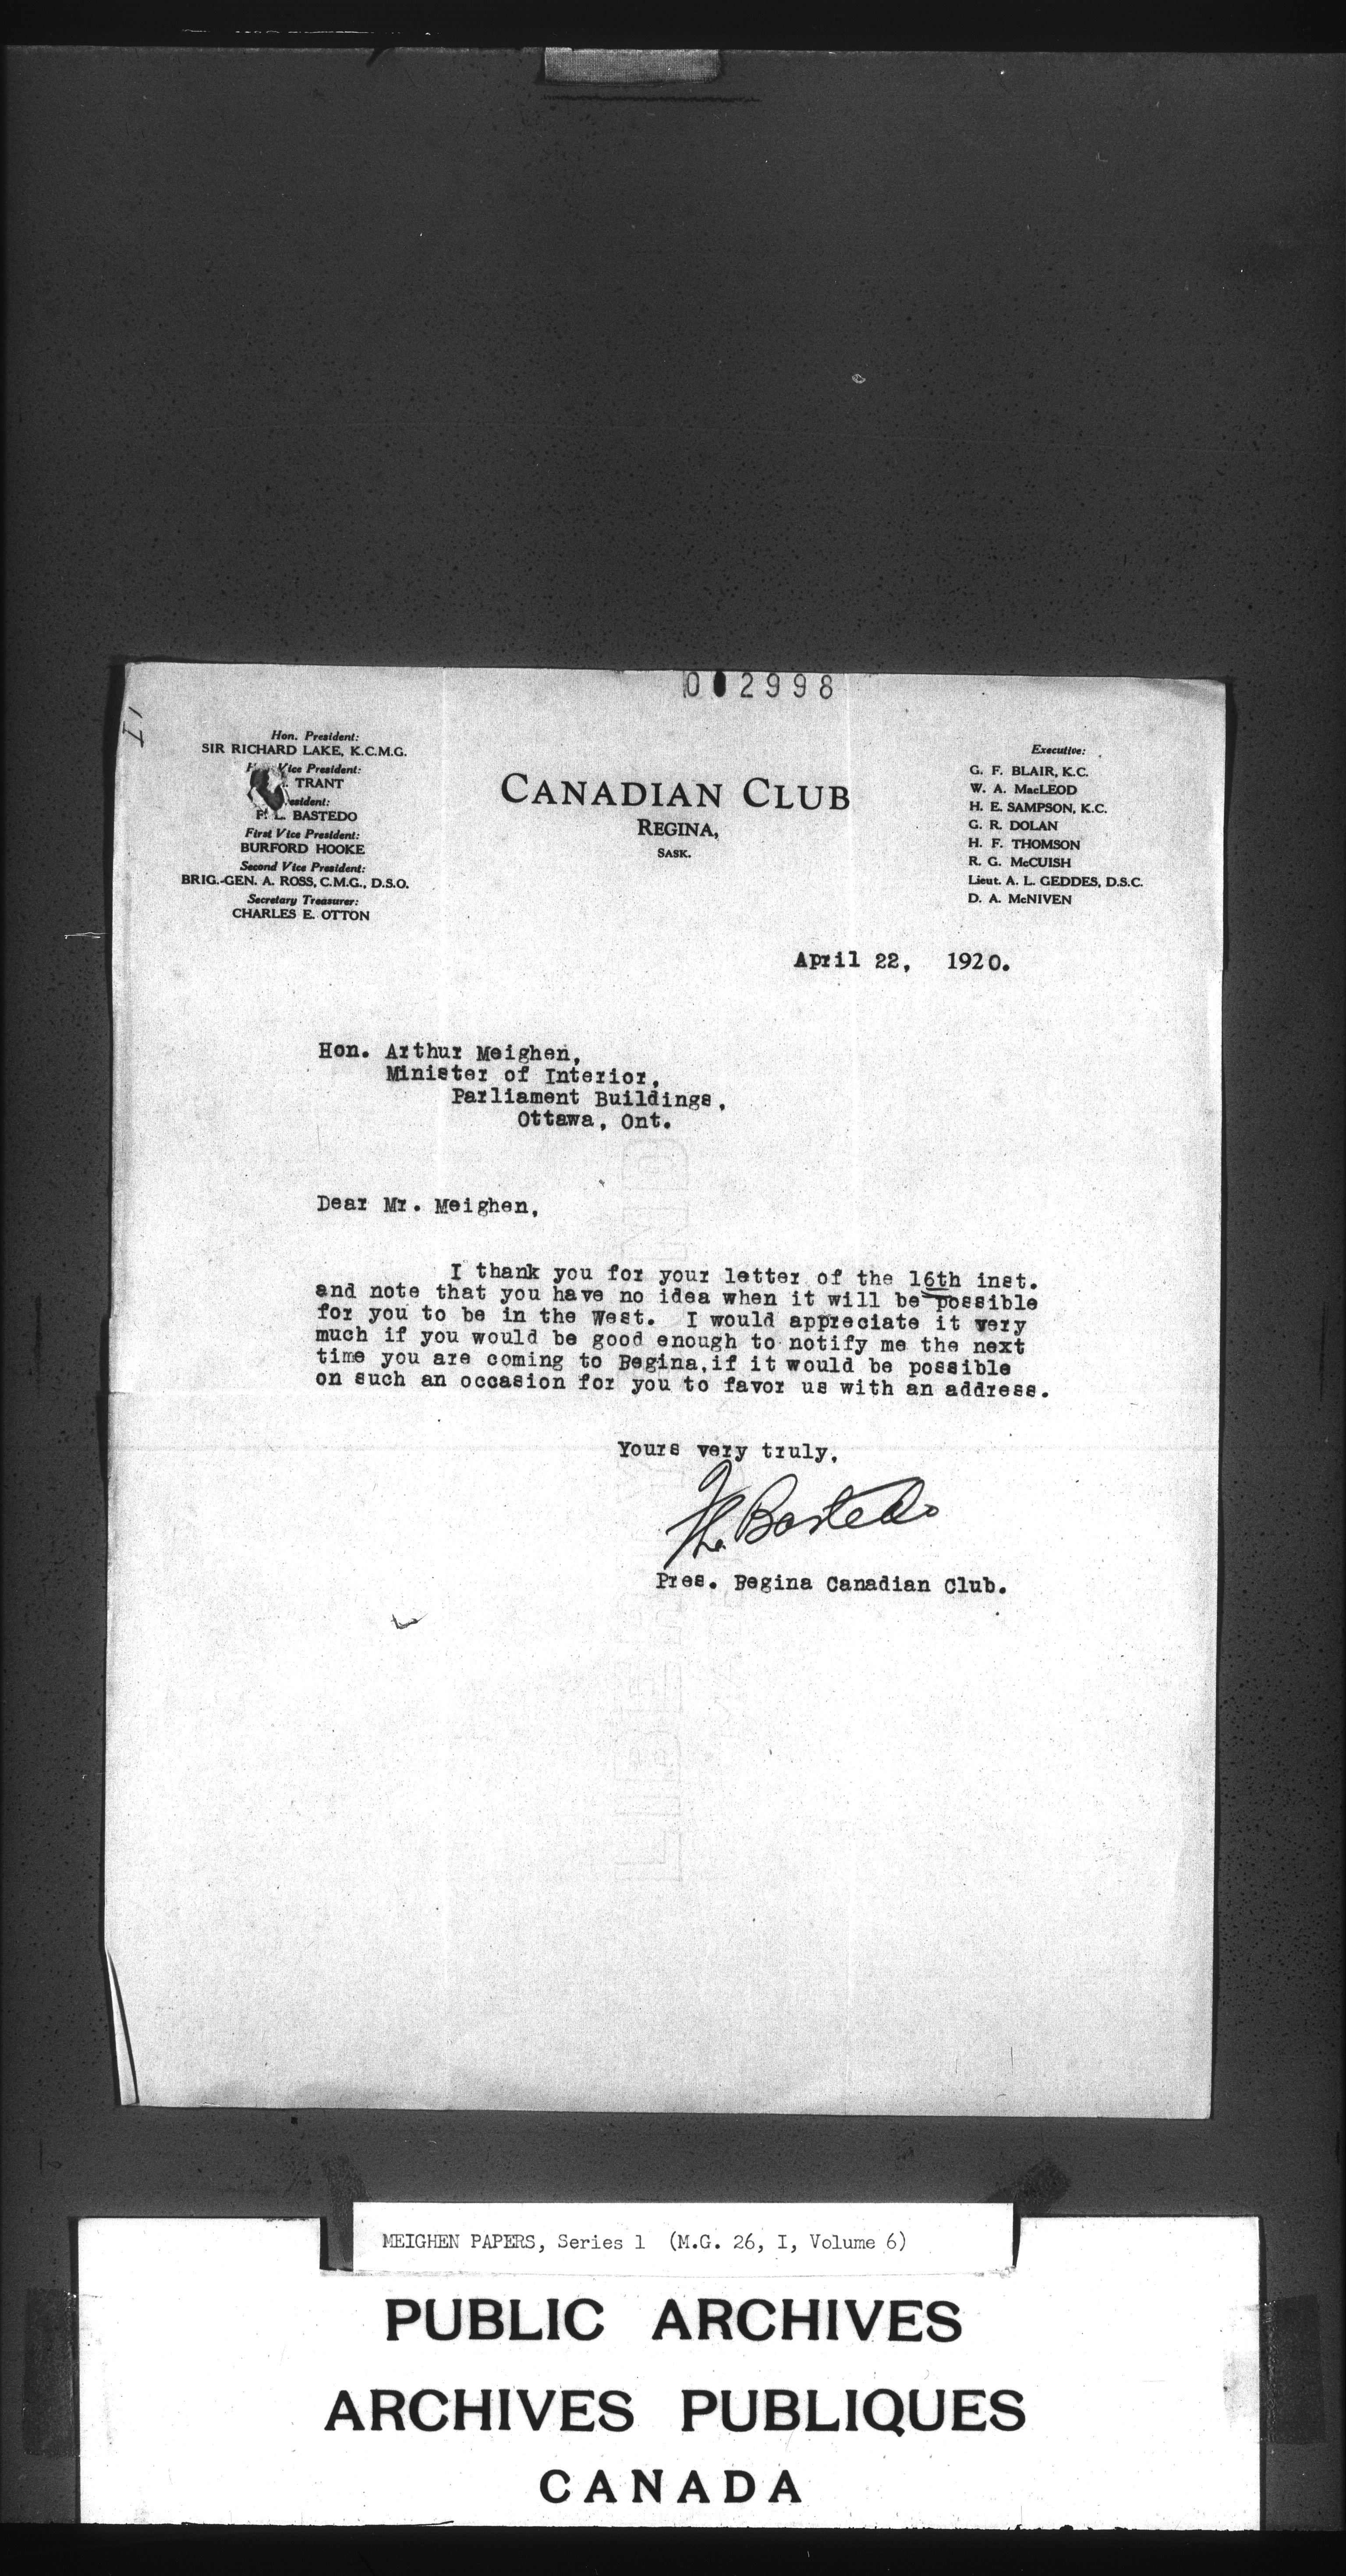 002998
Hon. President:
SIR RICHARD LAKE, K.C.M.G.
Vice President:
TRANT
President:
F. L. BASTEDO
First Vice President:
BURFORD HOOKE
Second Vice President:
BRIG.-GEN. A. ROSS, C.M.G., D.S.O.
Secretary Treasurer:
CHARLES E. OTTON
CANADIAN CLUB
REGINA,
SASK.
Executive:
G. F. BLAIR, K.C.
W. A. MacLEOD
H. E. SAMPSON, K.C.
G. R. DOLAN
H. F. THOMSON
R. G. McCUISH
Lieut. A. L. GEDDES, D.S.C.
D. A. McNIVEN
April 22, 1920.
Hon. Arthur Meighen,
Minister of Interior,
Parliament Buildings,
Ottawa, Ont.
Dear Mr. Meighen,
I thank you for your letter of the 16th inst.
and note that you have no idea when it will be possible
for you to be in the West. I would appreciate it very
much if you would be good enough to notify me the next
time you are coming to Regina, if it would be possible
on such an occasion for you to favor us with an address.
Yours very truly,
F. L. Bastedo
Pres. Regina Canadian Club.
MEIGHEN PAPERS, Series 1 (M.G. 26, I, Volume 6)
PUBLIC ARCHIVES
ARCHIVES PUBLIQUES
CANADA